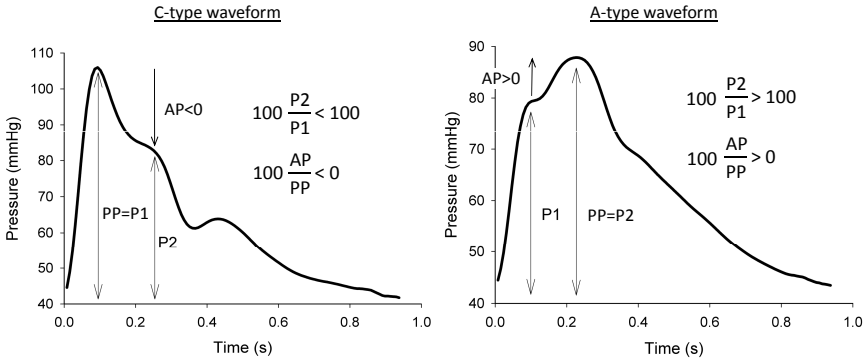 C-type waveform
110
100
90
80
70
60
50
40
Pressure (mmHg)
0.0 0.2 0.4 0.6 0.8 1.0
Time (s)
AP<0
PP=P1
P2
100 P2/P1 < 100
100 AP/PP < 0
A-type waveform
90
80
70
60
50
40
Pressure (mmHg)
0.0 0.2 0.4 0.6 0.8 1.0
Time (s)
AP>0
P1
PP=P2
100 P2/P1 > 100
100 AP/PP > 0